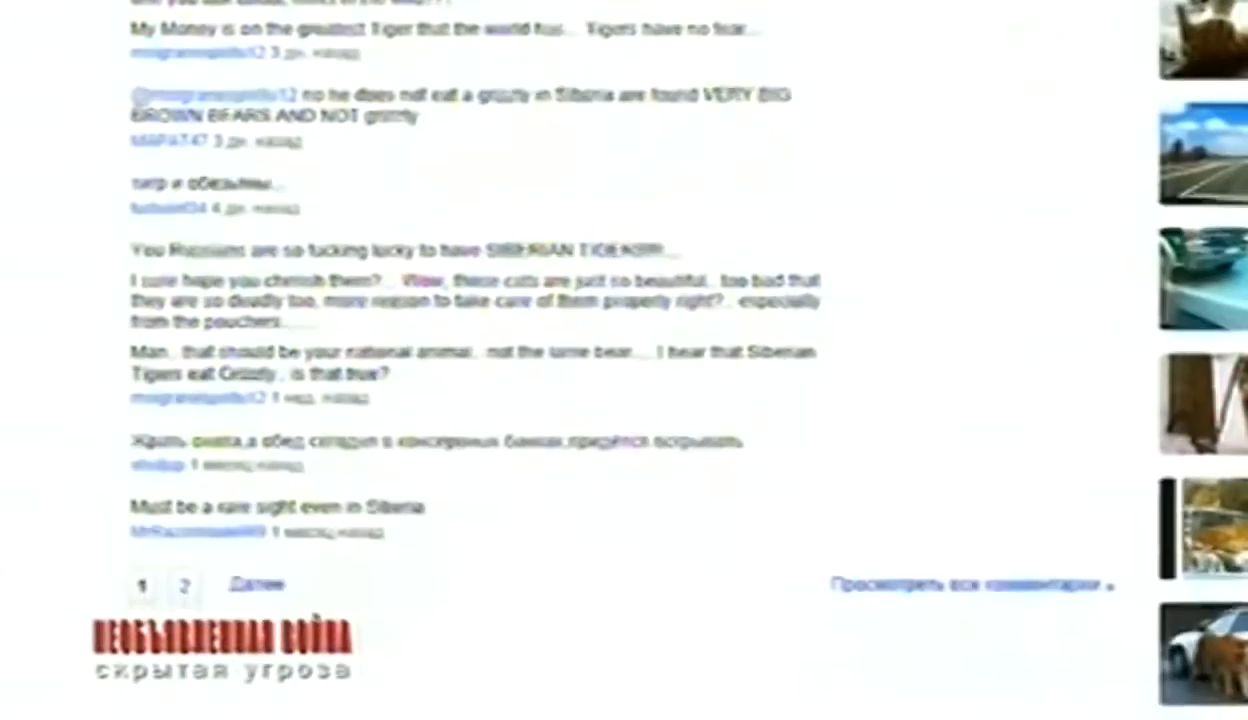 My Money is on the greatest Tiger that the world has... Tigers have no fear...
3 дн. назад
no he does not eat a grizzly in Siberia are found VERY BIG
BROWN BEARS AND NOT grizzly
MAPAT47 3 дн. назад
тигр и обезьяны...
4 дн. назад
You Russians are so fucking lucky to have SIBERIAN TIGERS!!!!...
I sure hope you cherish them?... Wow, these cats are just so beautiful.. too bad that
they are so deadly too, more reason to take care of them properly right?.. especially
from the poachers......
Man.. that should be your national animal.. not the lame bear.... I hear that Siberian
Tigers eat Grizzly.. is that true?
1 нед. назад
Жрать охота,а обед сегодня в консервных банках,придётся вскрывать.
1 месяц назад
Must be a rare sight even in Siberia
1 месяц назад
1 2 Далее
Просмотреть все комментарии »
НЕОБЪЯВЛЕННАЯ ВОЙНА
скрытая угроза